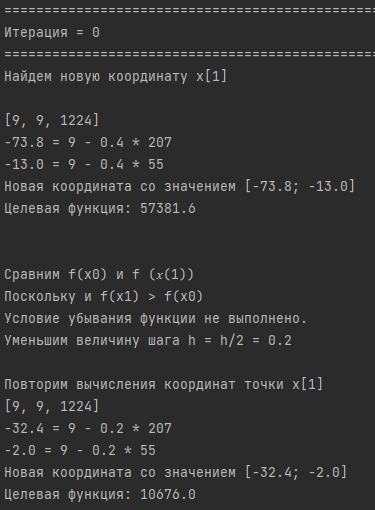 ==============================================
Итерация = 0
==============================================
Найдем новую координату x[1]
[9, 9, 1224]
-73.8 = 9 - 0.4 * 207
-13.0 = 9 - 0.4 * 55
Новая координата со значением [-73.8; -13.0]
Целевая функция: 57381.6
Сравним f(x0) и f (𝑥(1))
Поскольку и f(x1) > f(x0)
Условие убывания функции не выполнено.
Уменьшим величину шага h = h/2 = 0.2
Повторим вычисления координат точки x[1]
[9, 9, 1224]
-32.4 = 9 - 0.2 * 207
-2.0 = 9 - 0.2 * 55
Новая координата со значением [-32.4; -2.0]
Целевая функция: 10676.0